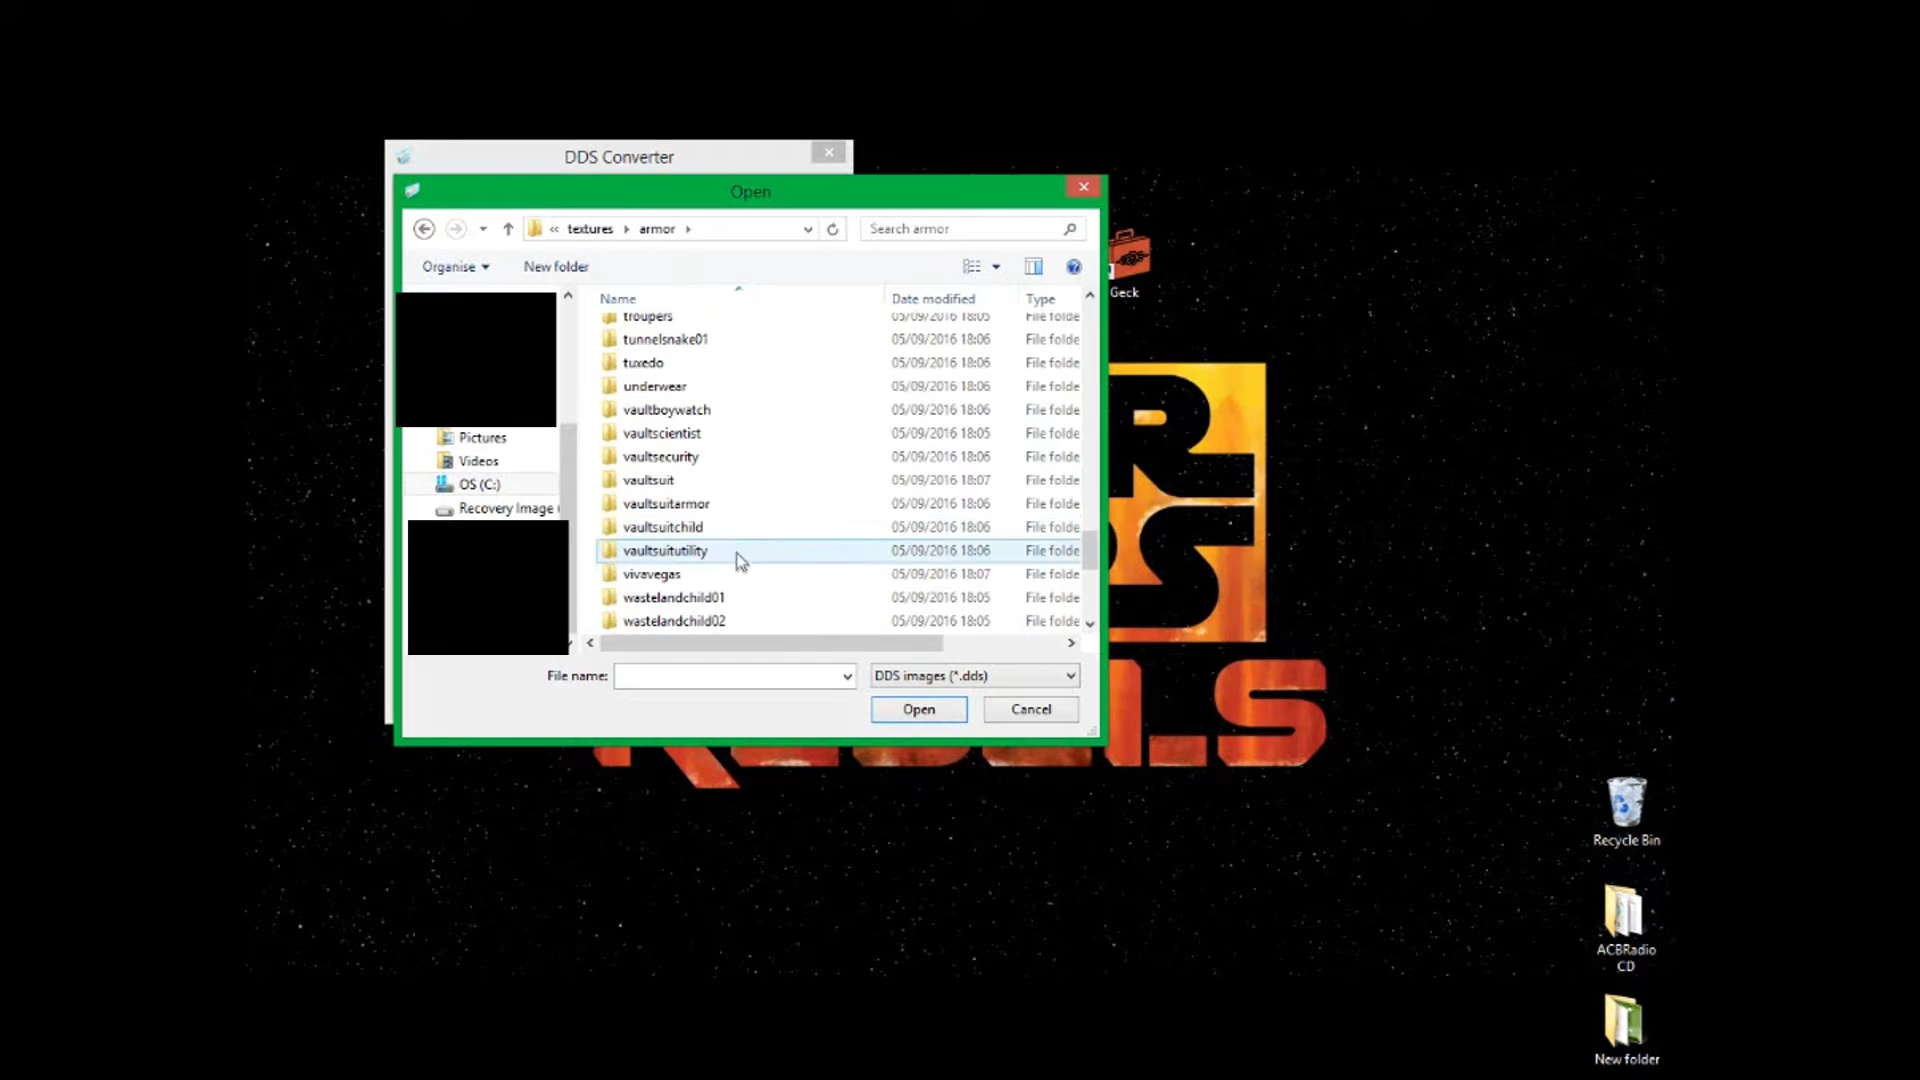 DDS Converter
Open
« textures armor
Search armor
Organise
New folder
Name Date modified Type
troupers 05/09/2016 18:05 File folde
tunnelsnake01 05/09/2016 18:06 File folde
tuxedo 05/09/2016 18:06 File folde
underwear 05/09/2016 18:06 File folde
vaultboywatch 05/09/2016 18:06 File folde
vaultscientist 05/09/2016 18:05 File folde
vaultsecurity 05/09/2016 18:06 File folde
vaultsuit 05/09/2016 18:07 File folde
vaultsuitarmor 05/09/2016 18:06 File folde
vaultsuitchild 05/09/2016 18:06 File folde
vaultsuitutility 05/09/2016 18:06 File folde
vivavegas 05/09/2016 18:07 File folde
wastelandchild01 05/09/2016 18:05 File folde
wastelandchild02 05/09/2016 18:05 File folde
Pictures
Videos
OS (C:)
Recovery Image (
File name:
DDS images (*.dds)
Open
Cancel
Geck
R
S
REBELS
Recycle Bin
ACBRadio
CD
New folder